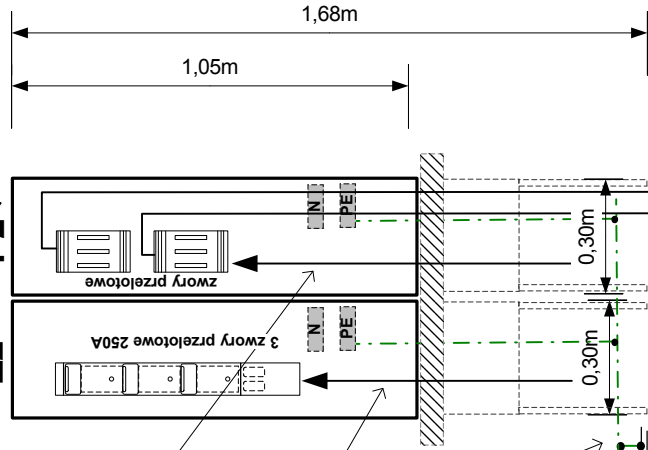 1,68m
1,05m
N
PE
zwory przelotowe
0,30m
3 zwory przelotowe 250A
N
PE
0,30m